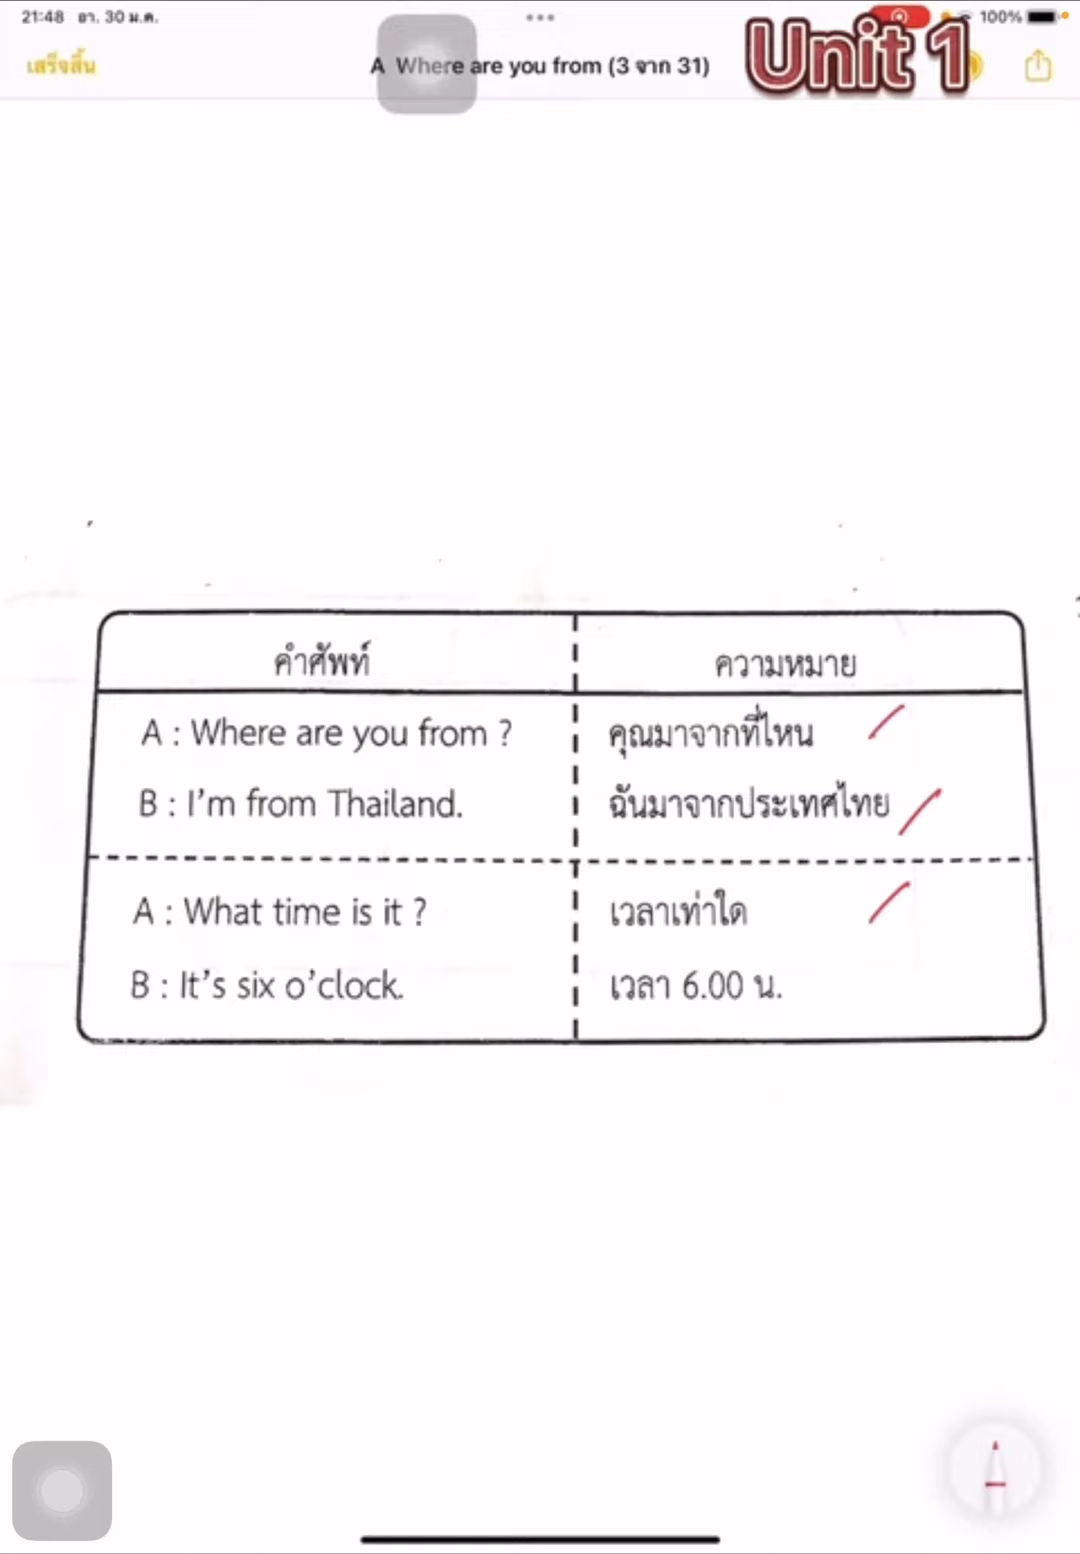 21:48 อา. 30 ม.ค.
100%
เสร็จสิ้น
A Where are you from (3 จาก 31)
Unit 1
คำศัพท์
ความหมาย
A : Where are you from ?
คุณมาจากที่ไหน
B : I'm from Thailand.
ฉันมาจากประเทศไทย
A : What time is it ?
เวลาเท่าใด
B : It's six o'clock.
เวลา 6.00 น.